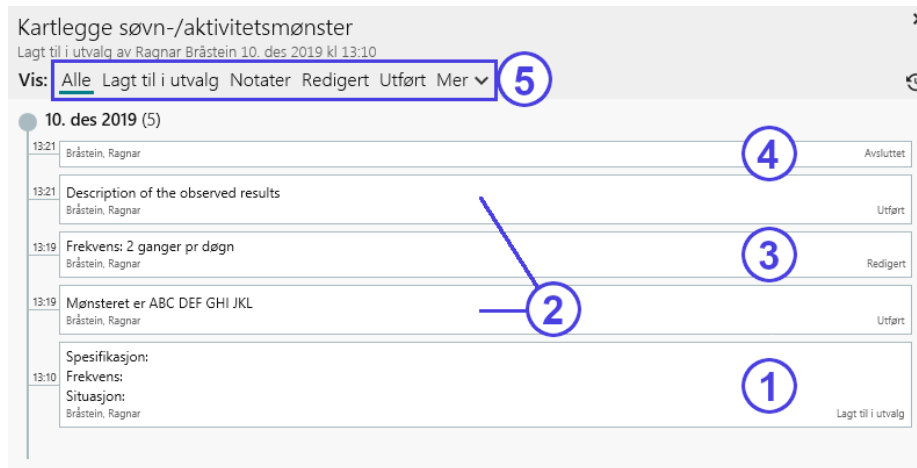 Kartlegge søvn-/aktivitetsmønster
Lagt til i utvalg av Ragnar Bråstein 10. des 2019 kl 13:10
Vis: Alle Lagt til i utvalg Notater Redigert Utført Mer 5
10. des 2019 (5)
13:21
Bråstein, Ragnar 4 Avsluttet
13:21 Description of the observed results
Bråstein, Ragnar Utført
13:19 Frekvens: 2 ganger pr døgn 3
Bråstein, Ragnar Redigert
2
13:19 Mønsteret er ABC DEF GHI JKL
Bråstein, Ragnar Utført
Spesifikasjon:
13:10 Frekvens: 1
Situasjon:
Bråstein, Ragnar Lagt til i utvalg